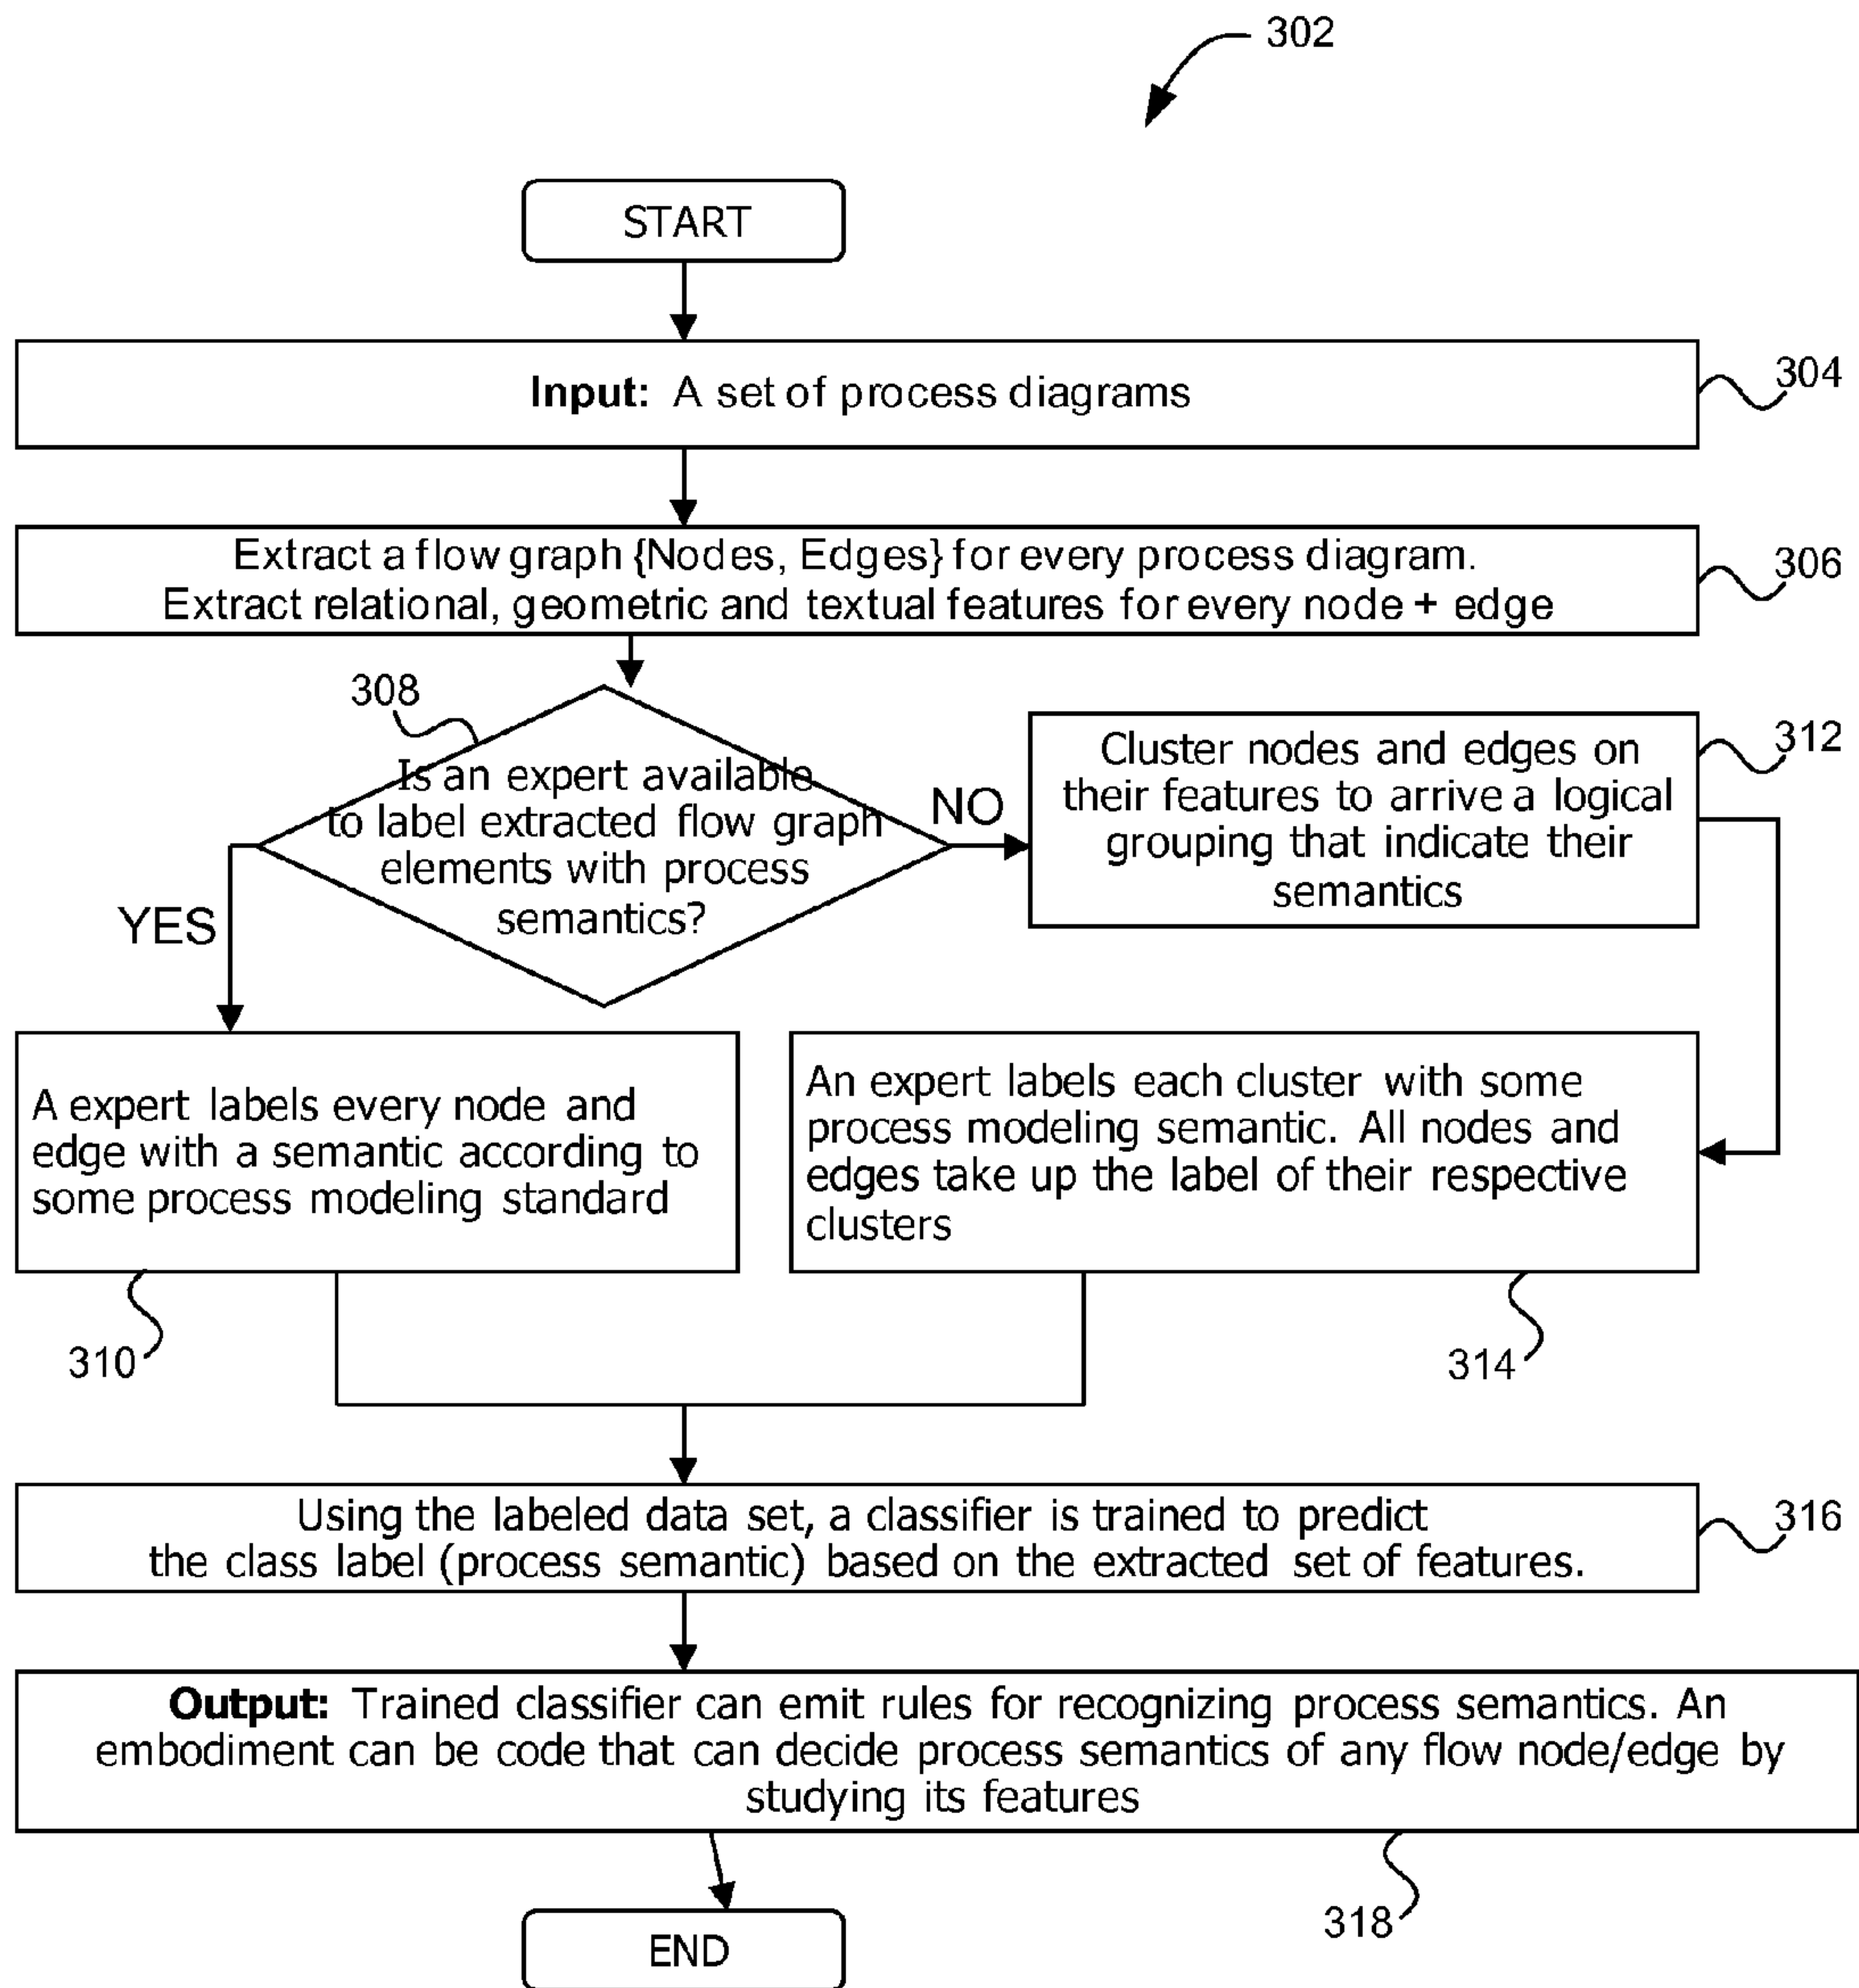 302
START
Input: A set of process diagrams
304
Extract a flow graph {Nodes, Edges} for every process diagram.
Extract relational, geometric and textual features for every node + edge
306
308
Is an expert available
to label extracted flow graph
elements with process
semantics?
NO
YES
Cluster nodes and edges on
their features to arrive a logical
grouping that indicate their
semantics
312
A expert labels every node and
edge with a semantic according to
some process modeling standard
310
An expert labels each cluster with some
process modeling semantic. All nodes and
edges take up the label of their respective
clusters
314
Using the labeled data set, a classifier is trained to predict
the class label (process semantic) based on the extracted set of features.
316
Output: Trained classifier can emit rules for recognizing process semantics. An
embodiment can be code that can decide process semantics of any flow node/edge by
studying its features
318
END